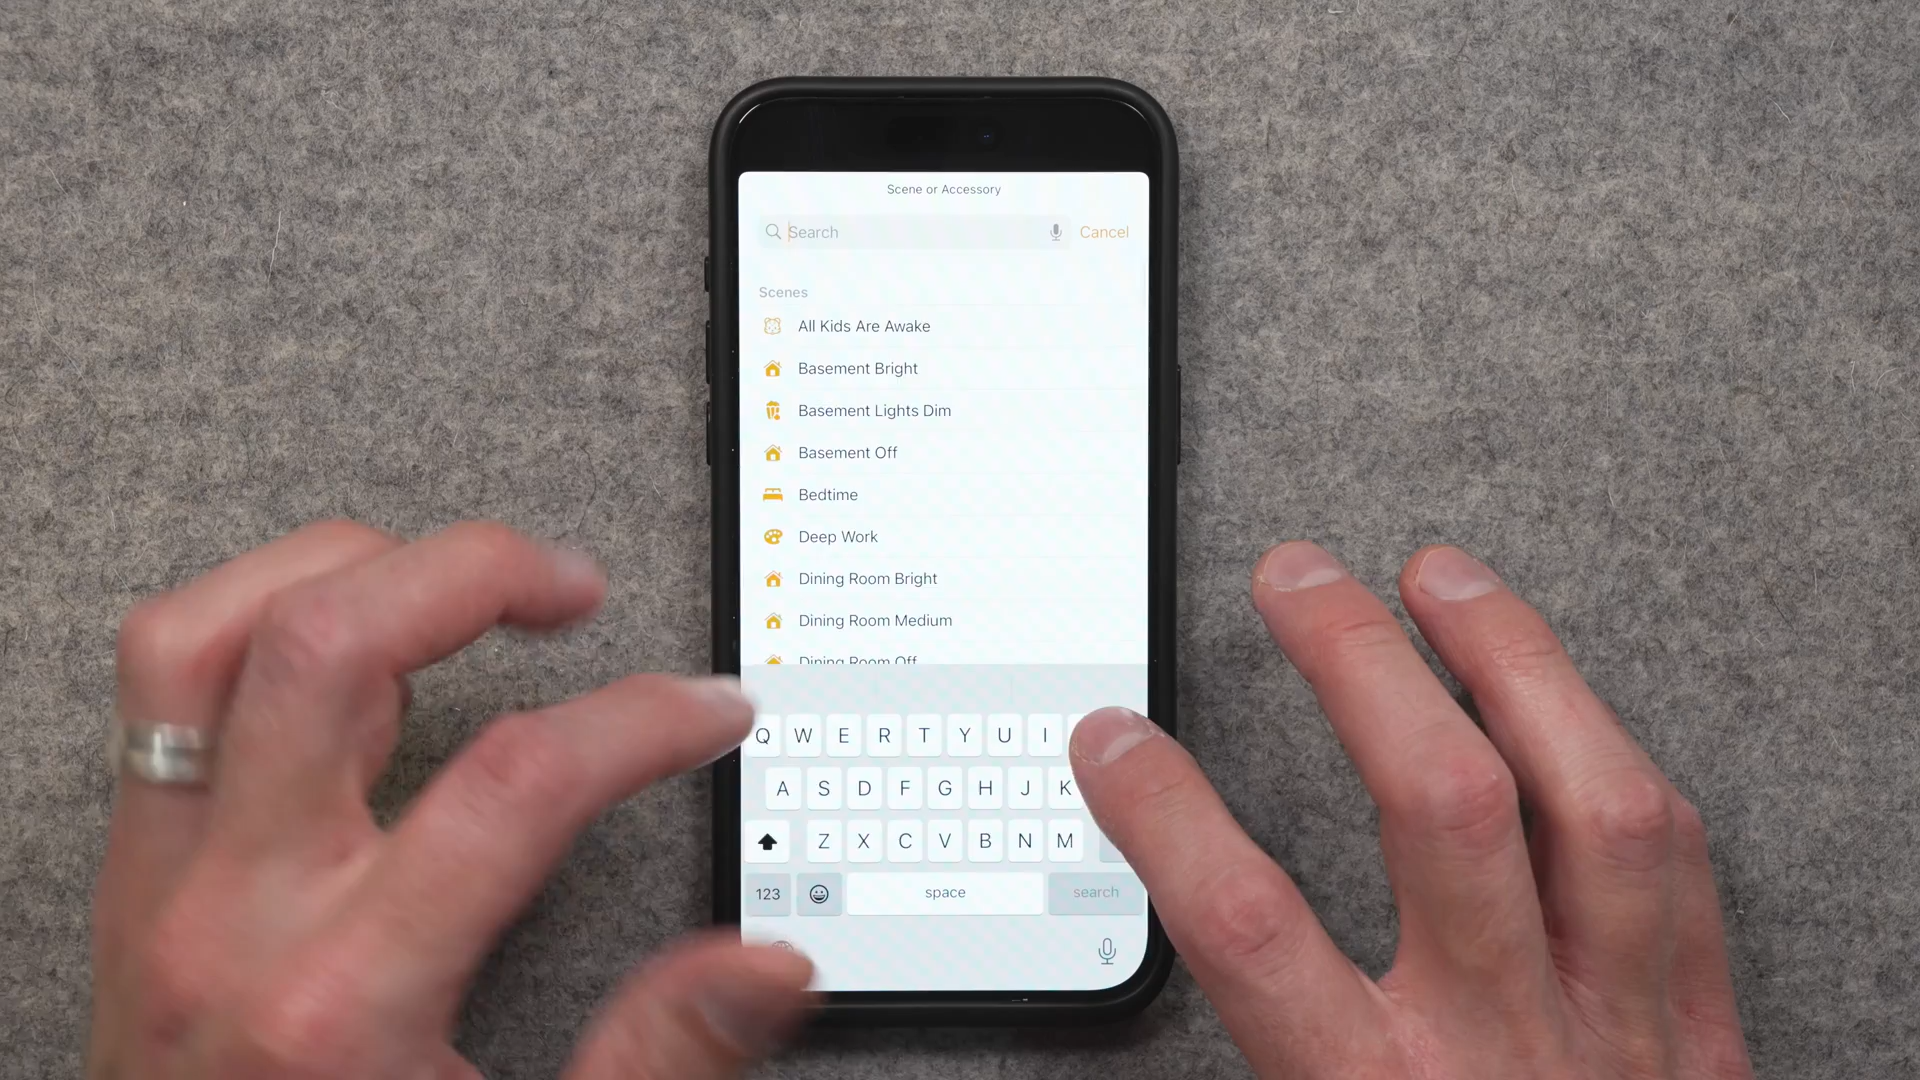 Scene or Accessory
Search
Cancel
Scenes
All Kids Are Awake
Basement Bright
Basement Lights Dim
Basement Off
Bedtime
Deep Work
Dining Room Bright
Dining Room Medium
Dining Room Off
Q W E R T Y U I
A S D F G H J K
Z X C V B N M
123 space search